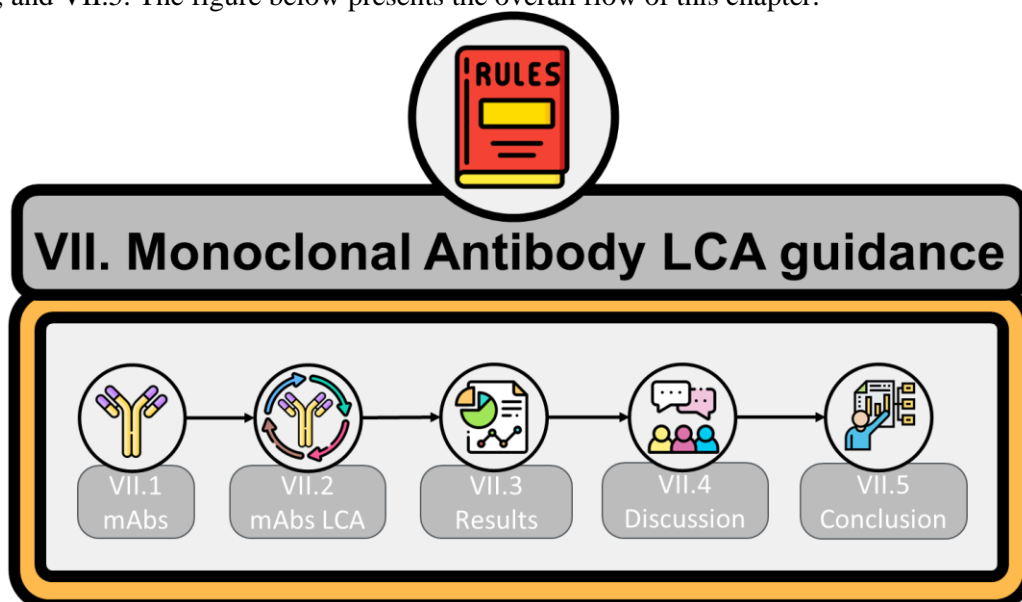 , and VII.5. The figure below presents the overall flow of this chapter.
RULES
VII. Monoclonal Antibody LCA guidance
VII.1
mAbs
VII.2
mAbs LCA
VII.3
Results
VII.4
Discussion
VII.5
Conclusion